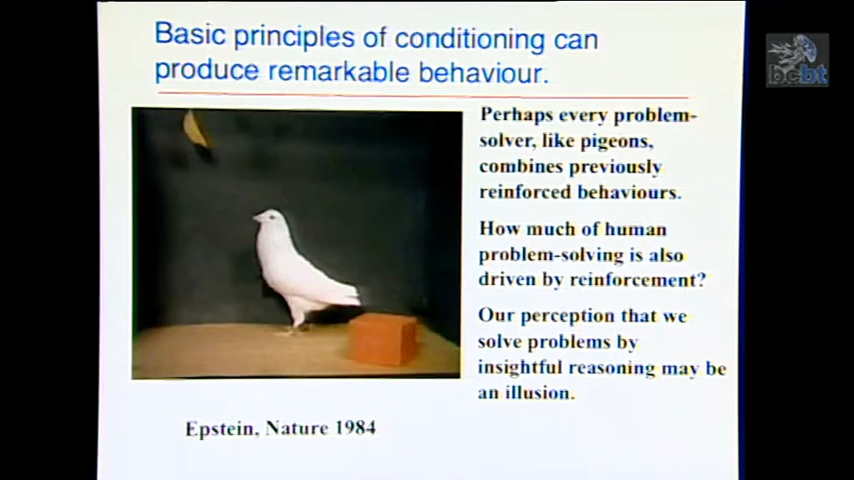 Basic principles of conditioning can
produce remarkable behaviour.
bcbt
Perhaps every problem-
solver, like pigeons,
combines previously
reinforced behaviours.
How much of human
problem-solving is also
driven by reinforcement?
Our perception that we
solve problems by
insightful reasoning may be
an illusion.
Epstein, Nature 1984